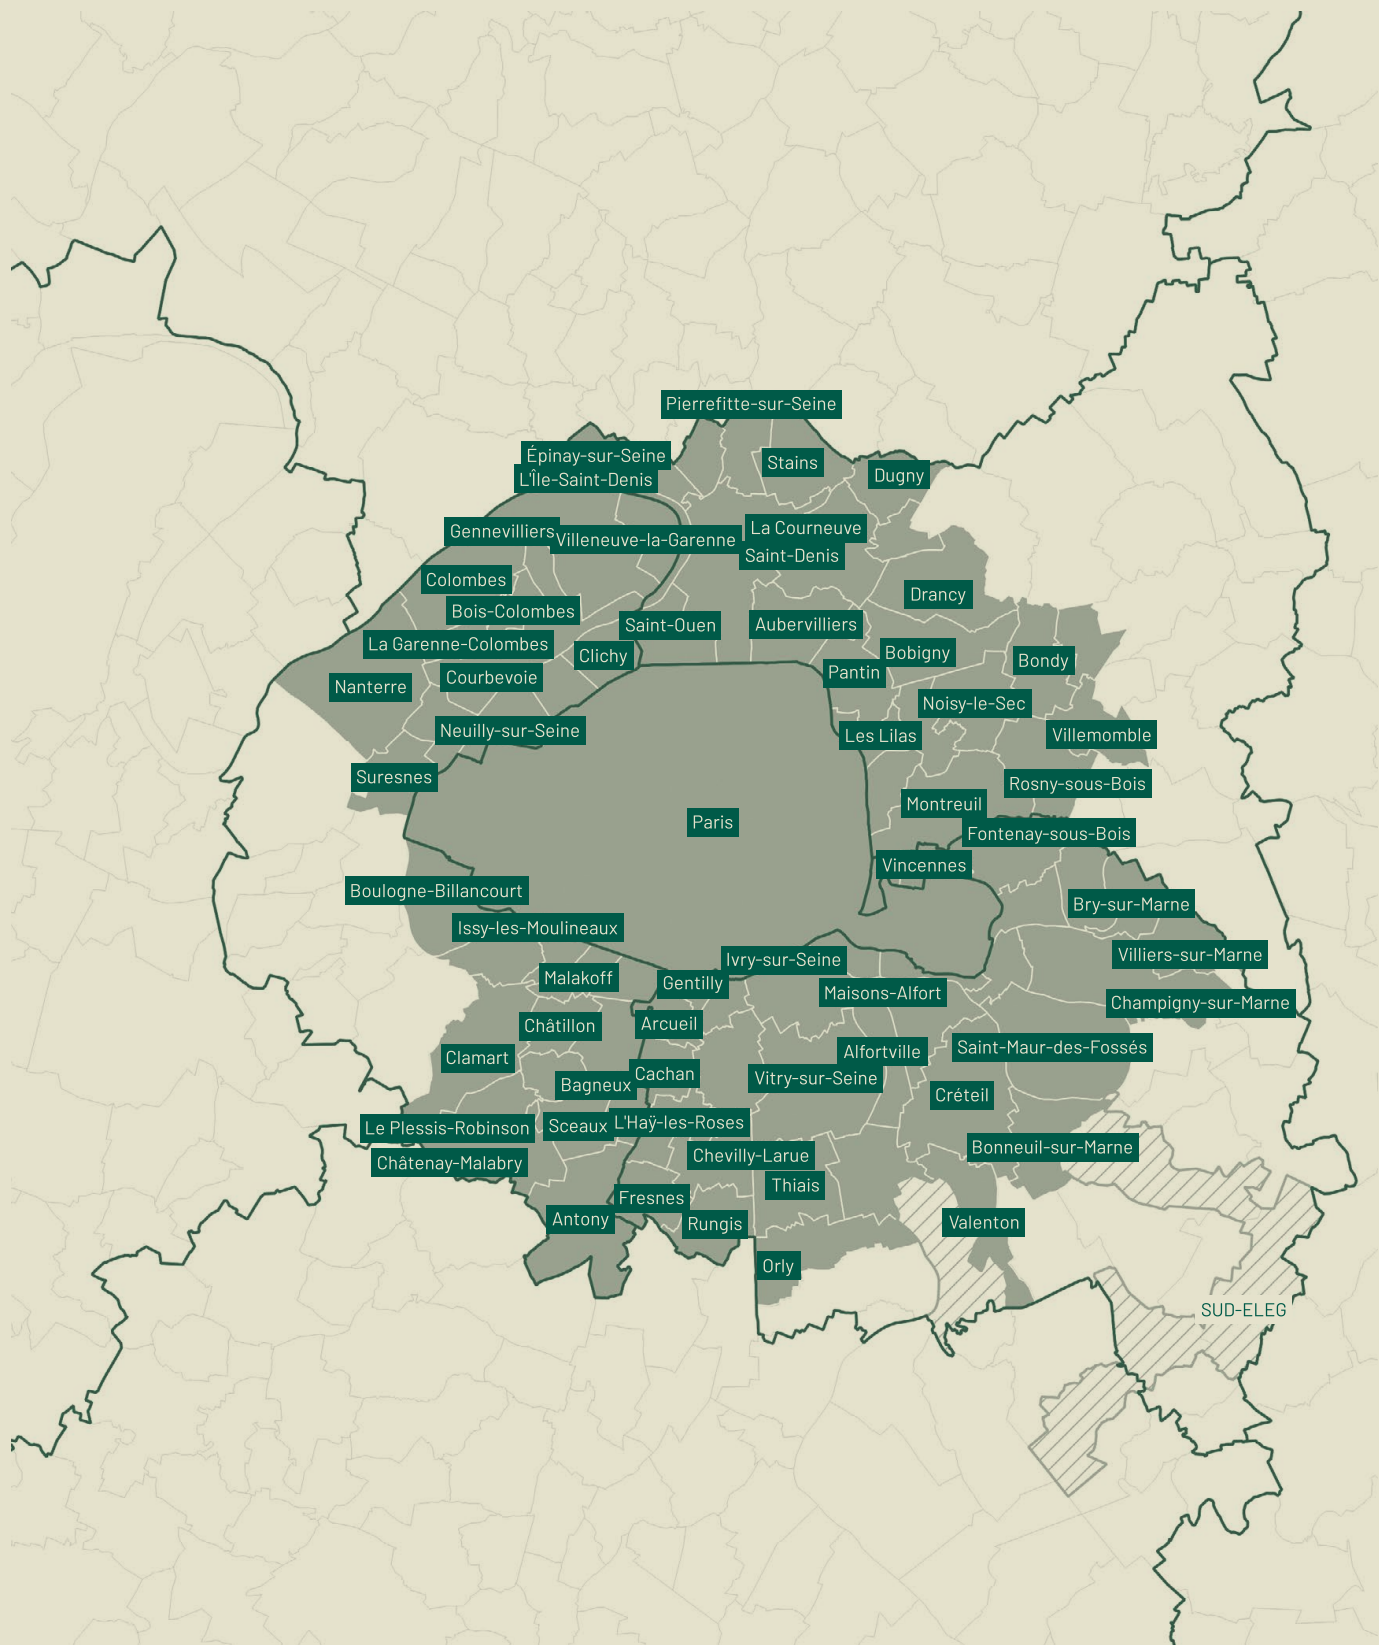 Pierrefitte-sur-Seine
Épinay-sur-Seine
Stains
L'Île-Saint-Denis
Dugny
Gennevilliers
Villeneuve-la-Garenne
La Courneuve
Saint-Denis
Colombes
Drancy
Bois-Colombes
Saint-Ouen
Aubervilliers
La Garenne-Colombes
Clichy
Bobigny
Bondy
Pantin
Courbevoie
Nanterre
Noisy-le-Sec
Neuilly-sur-Seine
Les Lilas
Villemomble
Suresnes
Rosny-sous-Bois
Montreuil
Paris
Fontenay-sous-Bois
Vincennes
Boulogne-Billancourt
Bry-sur-Marne
Issy-les-Moulineaux
Villiers-sur-Marne
Ivry-sur-Seine
Malakoff
Gentilly
Maisons-Alfort
Champigny-sur-Marne
Châtillon
Arcueil
Saint-Maur-des-Fossés
Alfortville
Clamart
Cachan
Vitry-sur-Seine
Bagneux
Créteil
L'Haÿ-les-Roses
Sceaux
Le Plessis-Robinson
Bonneuil-sur-Marne
Chevilly-Larue
Châtenay-Malabry
Thiais
Fresnes
Antony
Rungis
Valenton
Orly
SUD-ELEG